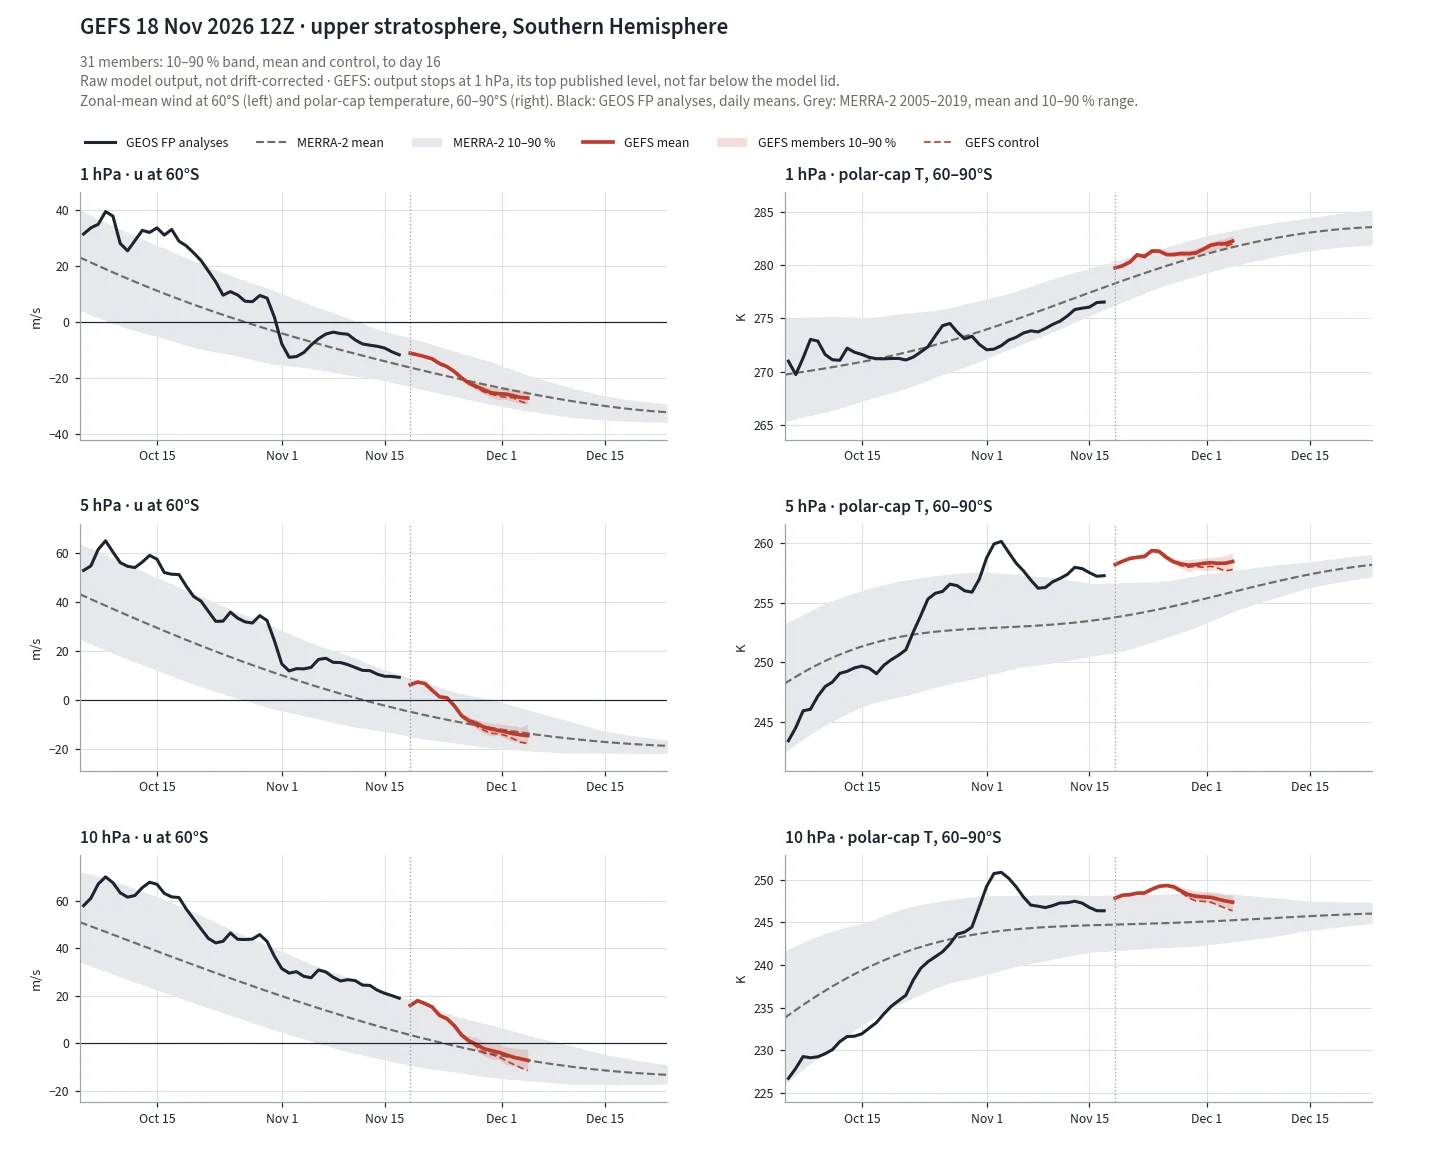 GEFS 18 Nov 2026 12Z · upper stratosphere, Southern Hemisphere
31 members: 10–90 % band, mean and control, to day 16
Raw model output, not drift-corrected · GEFS: output stops at 1 hPa, its top published level, not far below the model lid.
Zonal-mean wind at 60°S (left) and polar-cap temperature, 60–90°S (right). Black: GEOS FP analyses, daily means. Grey: MERRA-2 2005–2019, mean and 10–90 % range.
GEOS FP analyses MERRA-2 mean MERRA-2 10–90 % GEFS mean GEFS members 10–90 % GEFS control
1 hPa · u at 60°S
40
20
0
−20
−40
m/s
Oct 15 Nov 1 Nov 15 Dec 1 Dec 15
1 hPa · polar-cap T, 60–90°S
285
280
275
270
265
K
Oct 15 Nov 1 Nov 15 Dec 1 Dec 15
5 hPa · u at 60°S
60
40
20
0
−20
m/s
Oct 15 Nov 1 Nov 15 Dec 1 Dec 15
5 hPa · polar-cap T, 60–90°S
260
255
250
245
K
Oct 15 Nov 1 Nov 15 Dec 1 Dec 15
10 hPa · u at 60°S
60
40
20
0
−20
m/s
Oct 15 Nov 1 Nov 15 Dec 1 Dec 15
10 hPa · polar-cap T, 60–90°S
250
245
240
235
230
225
K
Oct 15 Nov 1 Nov 15 Dec 1 Dec 15